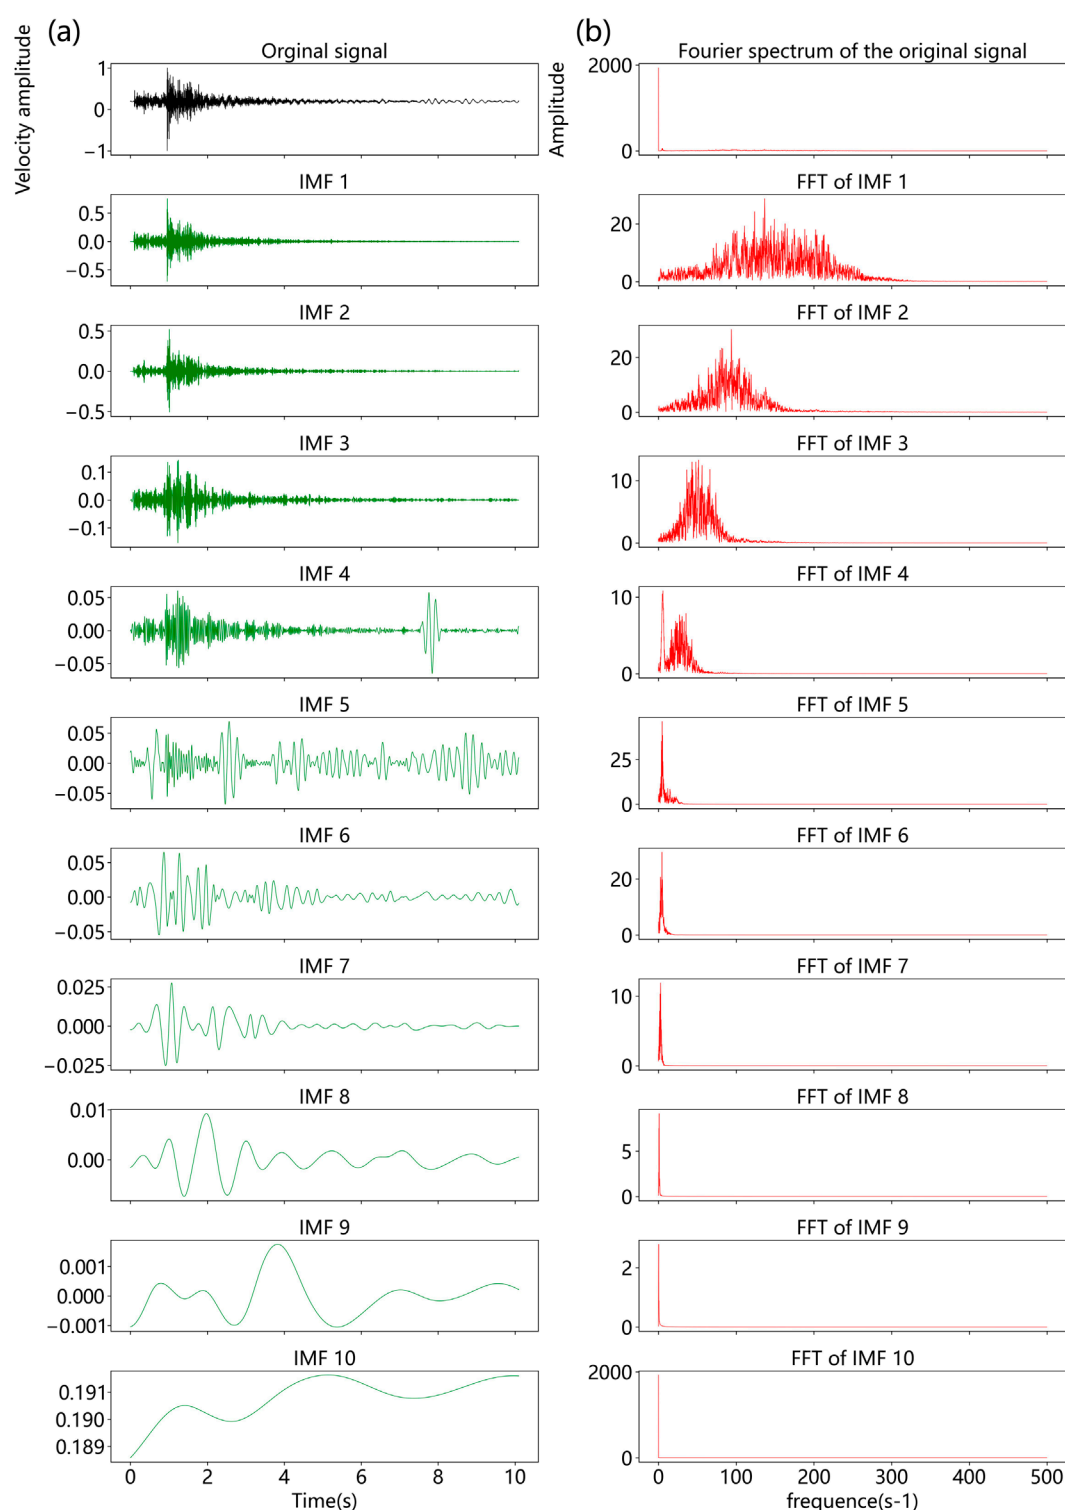 (a)
Velocity amplitude
Orginal signal
1
0
−1
IMF 1
0.5
0.0
−0.5
IMF 2
0.5
0.0
−0.5
IMF 3
0.1
0.0
−0.1
IMF 4
0.05
0.00
−0.05
IMF 5
0.05
0.00
−0.05
IMF 6
0.05
0.00
−0.05
IMF 7
0.025
0.000
−0.025
IMF 8
0.01
0.00
IMF 9
0.001
0.000
−0.001
IMF 10
0.191
0.190
0.189
0 2 4 6 8 10
Time(s)
(b)
Amplitude
Fourier spectrum of the original signal
2000
0
FFT of IMF 1
20
0
FFT of IMF 2
20
0
FFT of IMF 3
10
0
FFT of IMF 4
10
0
FFT of IMF 5
25
0
FFT of IMF 6
20
0
FFT of IMF 7
10
0
FFT of IMF 8
5
0
FFT of IMF 9
2
0
FFT of IMF 10
2000
0
0 100 200 300 400 500
frequence(s-1)